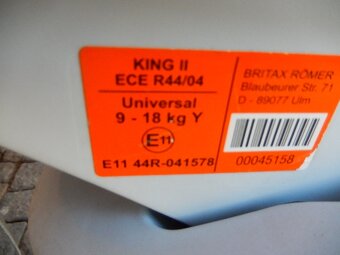 KING II
ECE R44/04
Universal
9 - 18 kg Y
E11
E11 44R-041578
BRITAX RÖMER
Blaubeurer Str. 71
D - 89077 Ulm
00045158